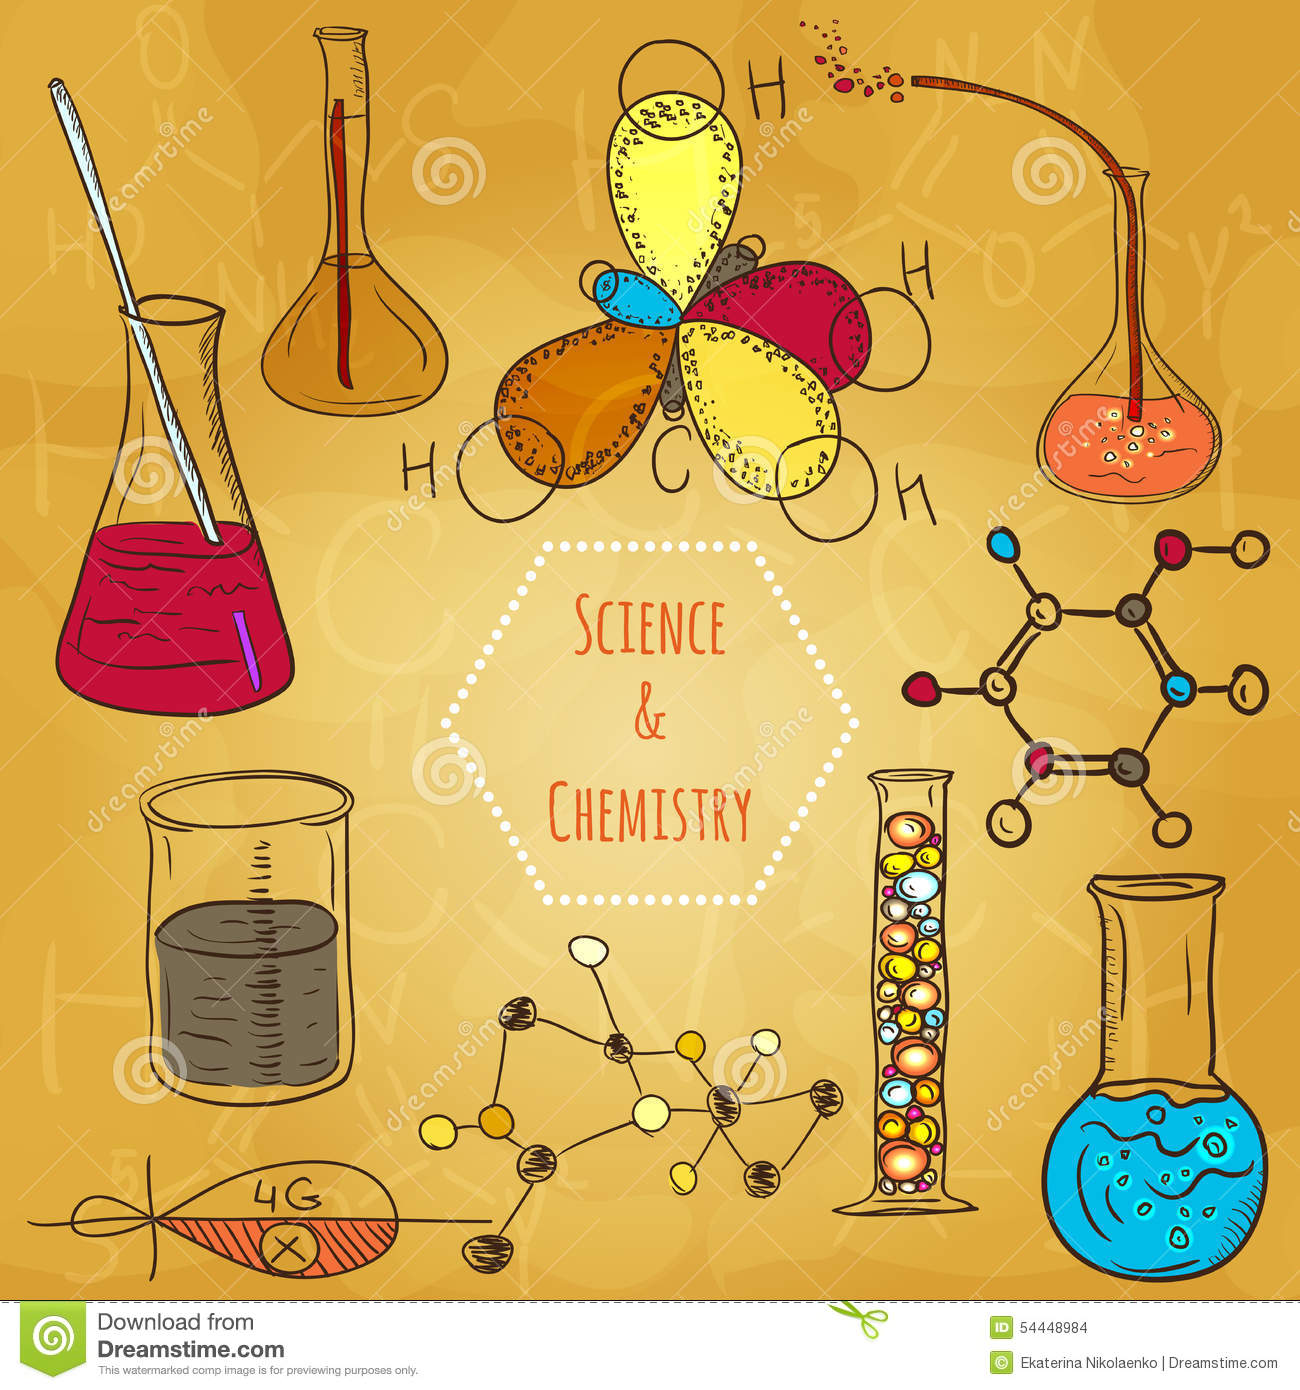 H
H
H
C
H
SCIENCE
&
CHEMISTRY
4G
X
dreamstime.com
Download from
Dreamstime.com
This watermarked comp image is for previewing purposes only.
ID 54448984
© Ekaterina Nikolaenko | Dreamstime.com